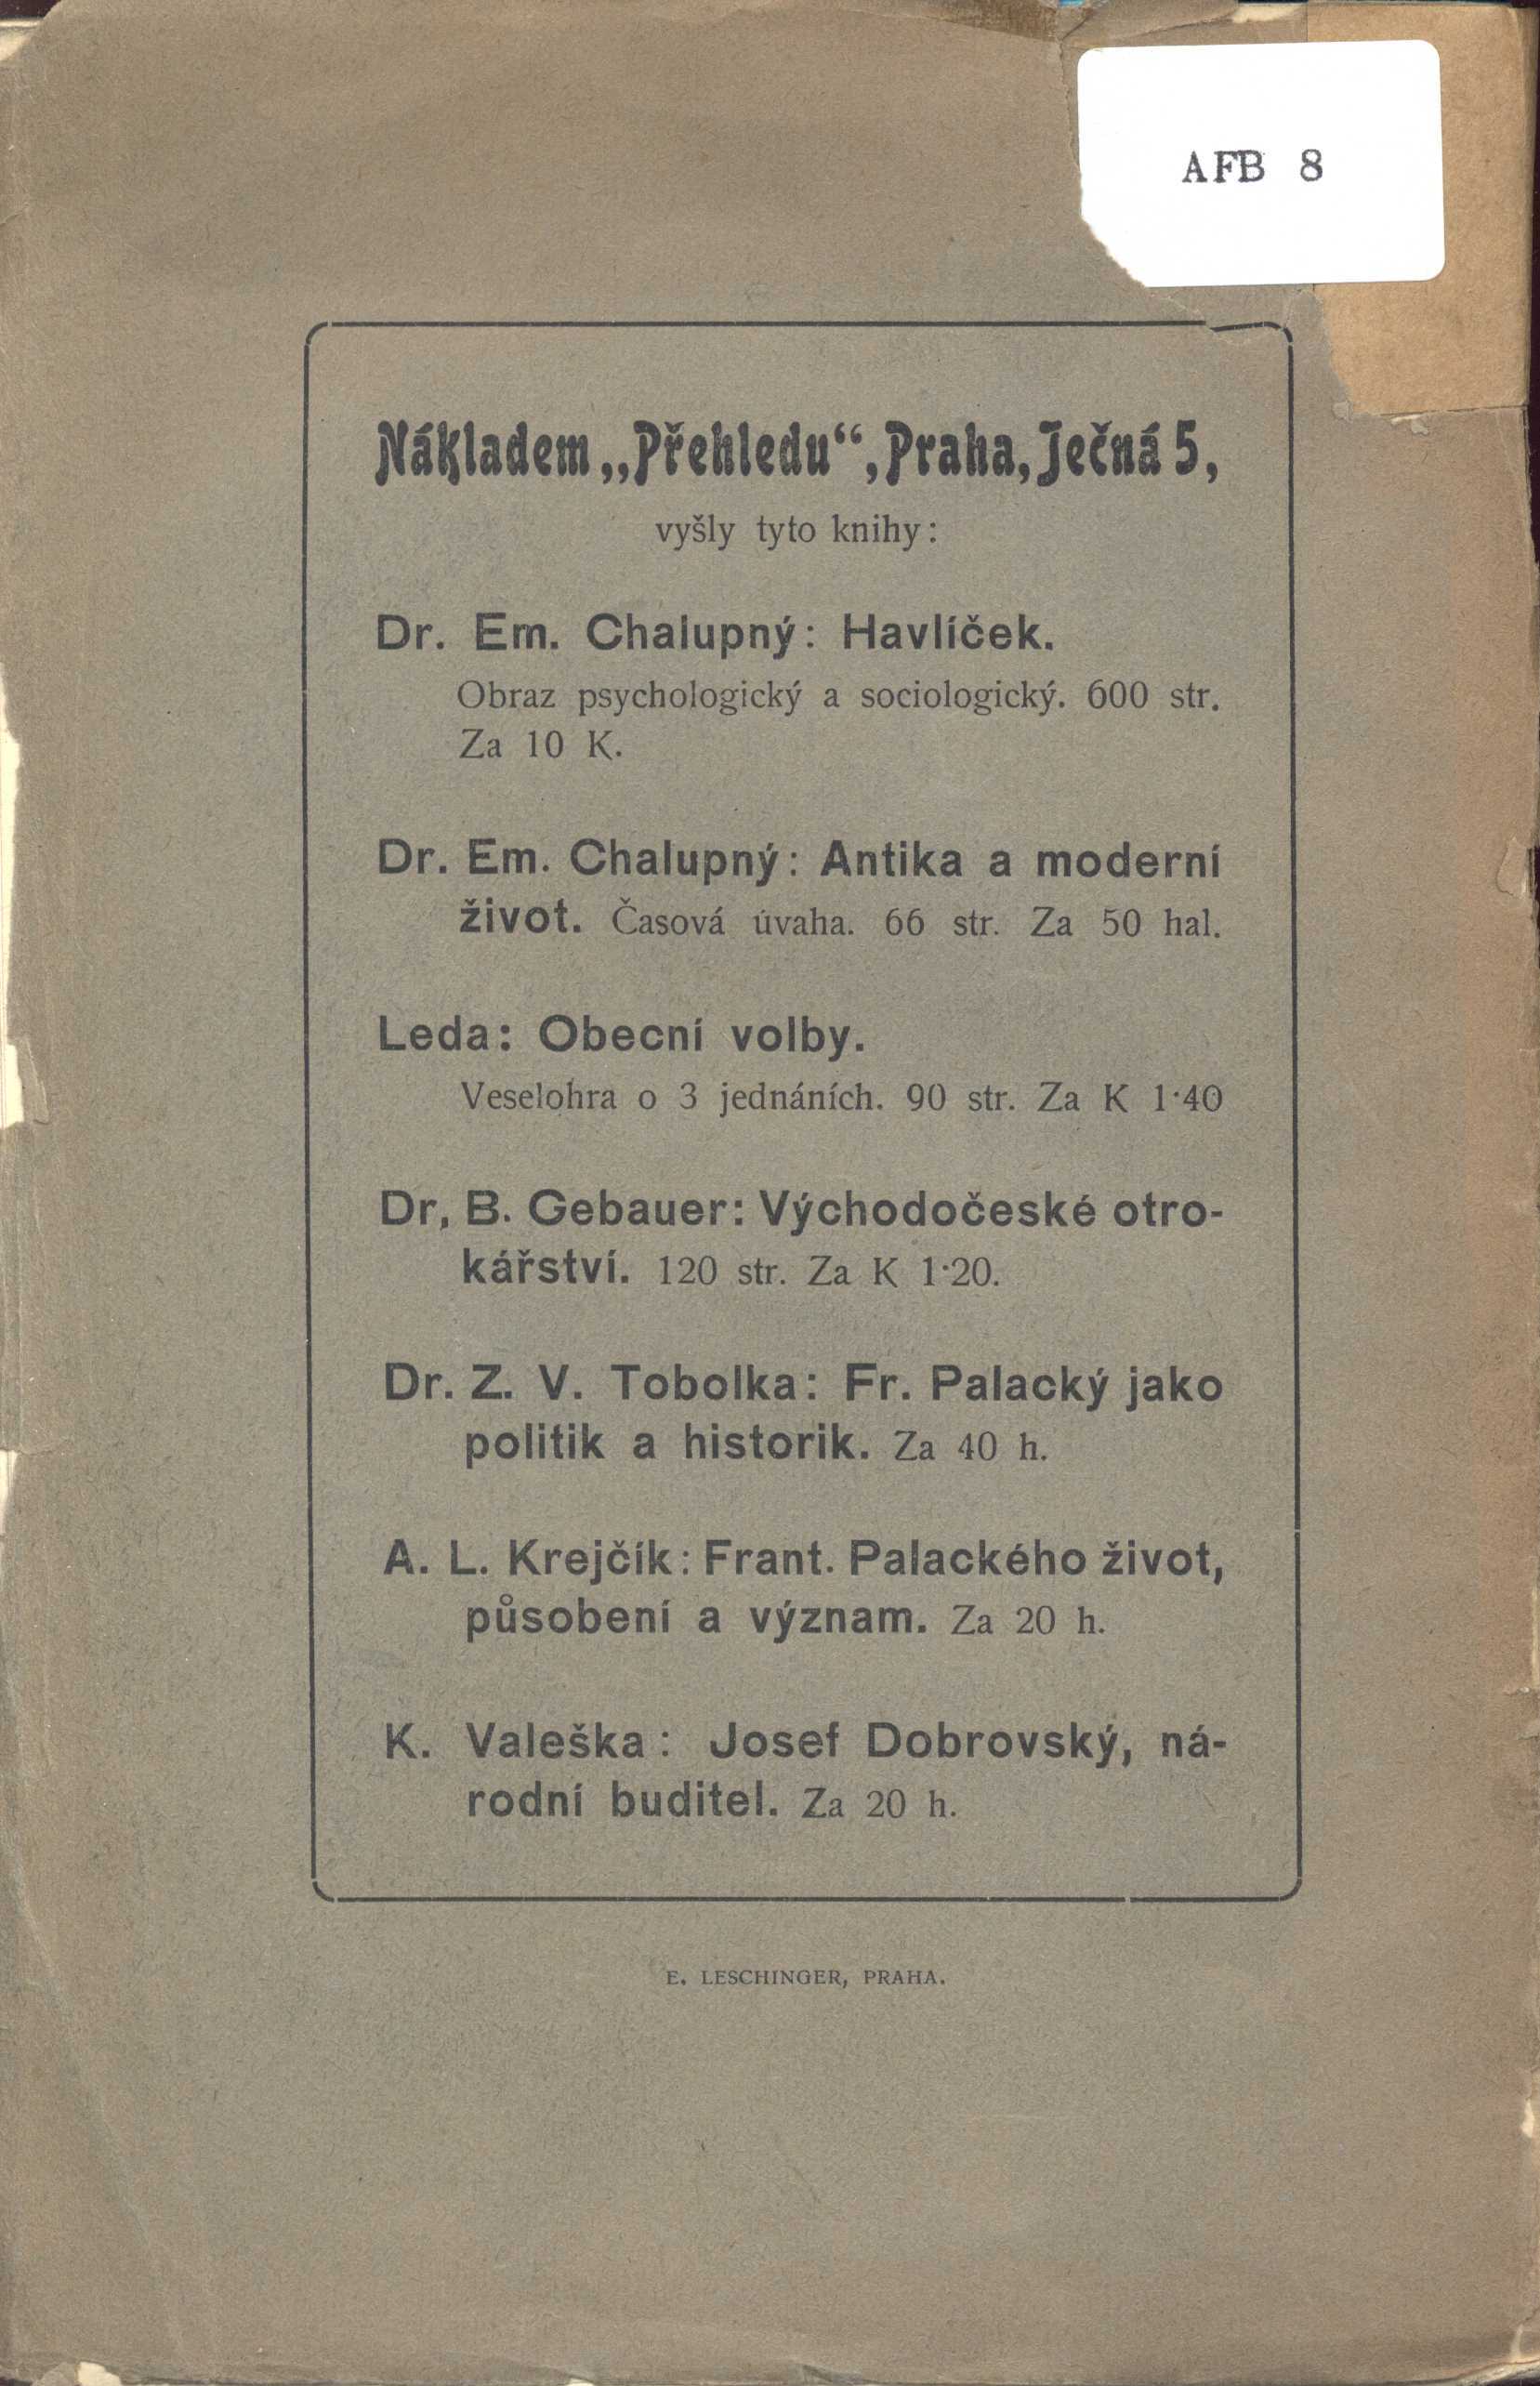 AFB 8
Nákladem „Přehledu“, Praha, Ječná 5,
vyšly tyto knihy:
Dr. Em. Chalupný: Havlíček.
Obraz psychologický a sociologický. 600 str.
Za 10 K.
Dr. Em. Chalupný: Antika a moderní
život. Časová úvaha. 66 str. Za 50 hal.
Leda: Obecní volby.
Veselohra o 3 jednáních. 90 str. Za K 1·40
Dr, B. Gebauer: Východočeské otro-
kářství. 120 str. Za K 1·20.
Dr. Z. V. Tobolka: Fr. Palacký jako
politik a historik. Za 40 h.
A. L. Krejčík: Frant. Palackého život,
působení a význam. Za 20 h.
K. Valeška: Josef Dobrovský, ná-
rodní buditel. Za 20 h.
E. LESCHINGER, PRAHA.